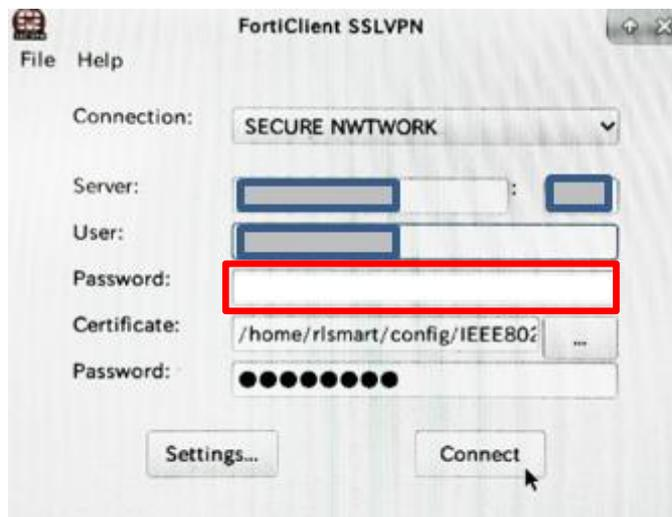 FortiClient SSLVPN
File Help
Connection: SECURE NWTWORK
Server: :
User:
Password:
Certificate: /home/rlsmart/config/IEEE802 ...
Password: ●●●●●●●●
Settings... Connect